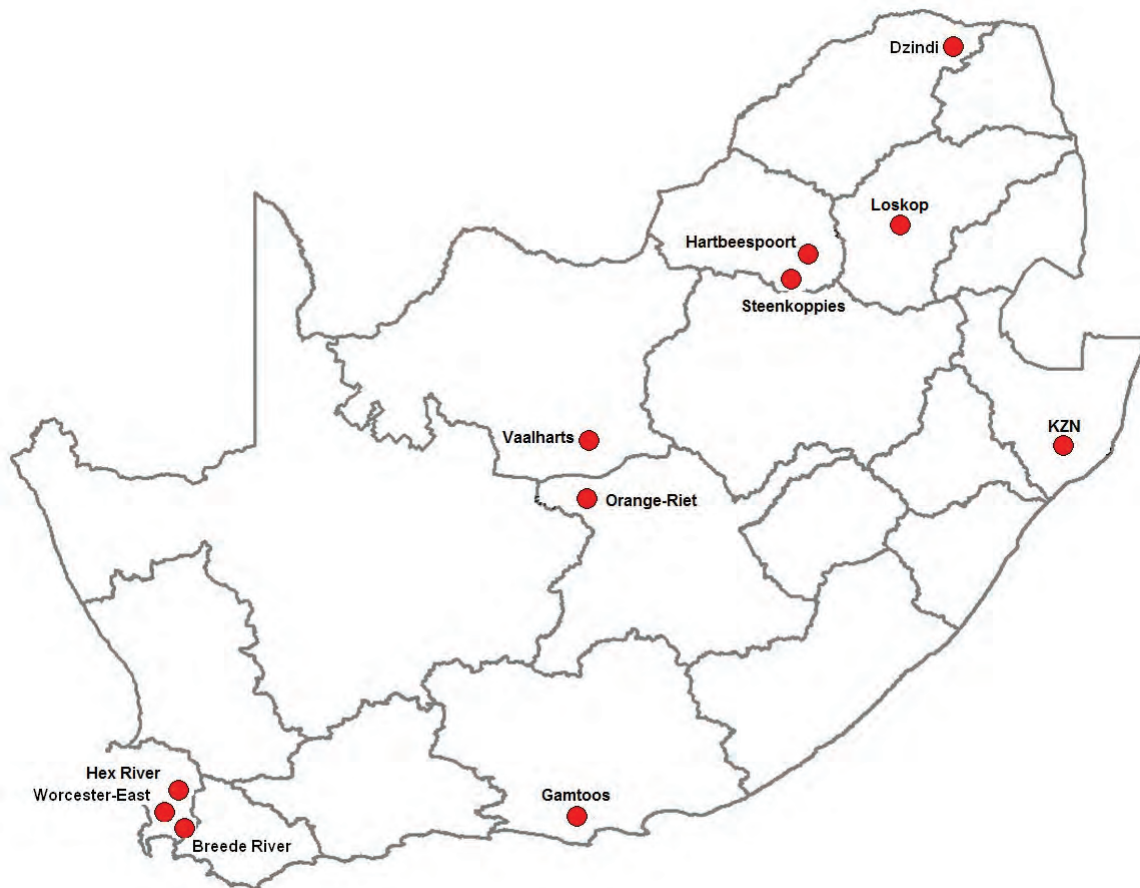 Dzindi
Loskop
Hartbeespoort
Steenkoppies
Vaalharts
KZN
Orange-Riet
Hex River
Worcester-East
Gamtoos
Breede River